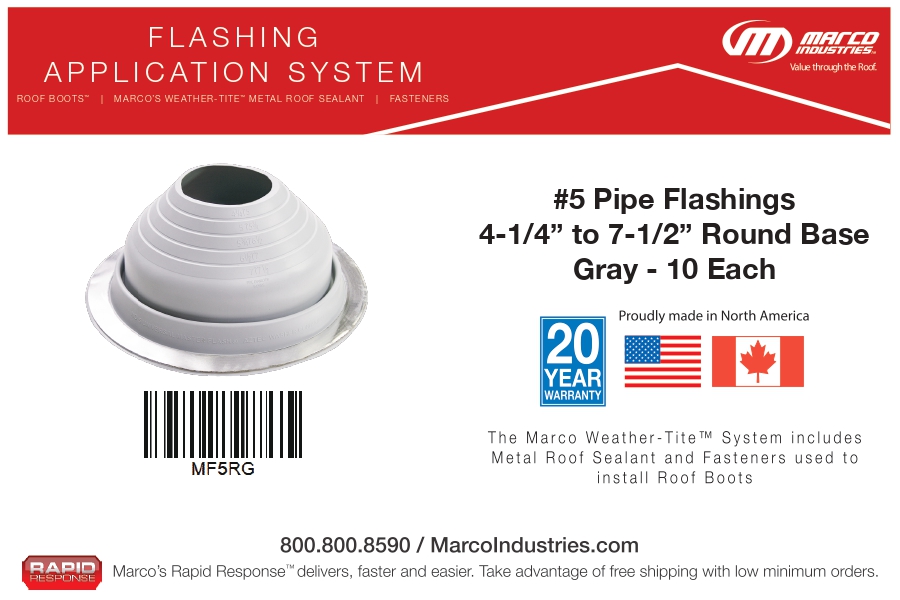 FLASHING
APPLICATION SYSTEM
ROOF BOOTS™ | MARCO'S WEATHER-TITE™ METAL ROOF SEALANT | FASTENERS
MARCO
INDUSTRIES™
Value through the Roof.
#5 Pipe Flashings
4-1/4” to 7-1/2” Round Base
Gray - 10 Each
Proudly made in North America
20
YEAR
WARRANTY
MF5RG
The Marco Weather-Tite™ System includes
Metal Roof Sealant and Fasteners used to
install Roof Boots
800.800.8590 / MarcoIndustries.com
RAPID
RESPONSE
Marco’s Rapid Response™ delivers, faster and easier. Take advantage of free shipping with low minimum orders.